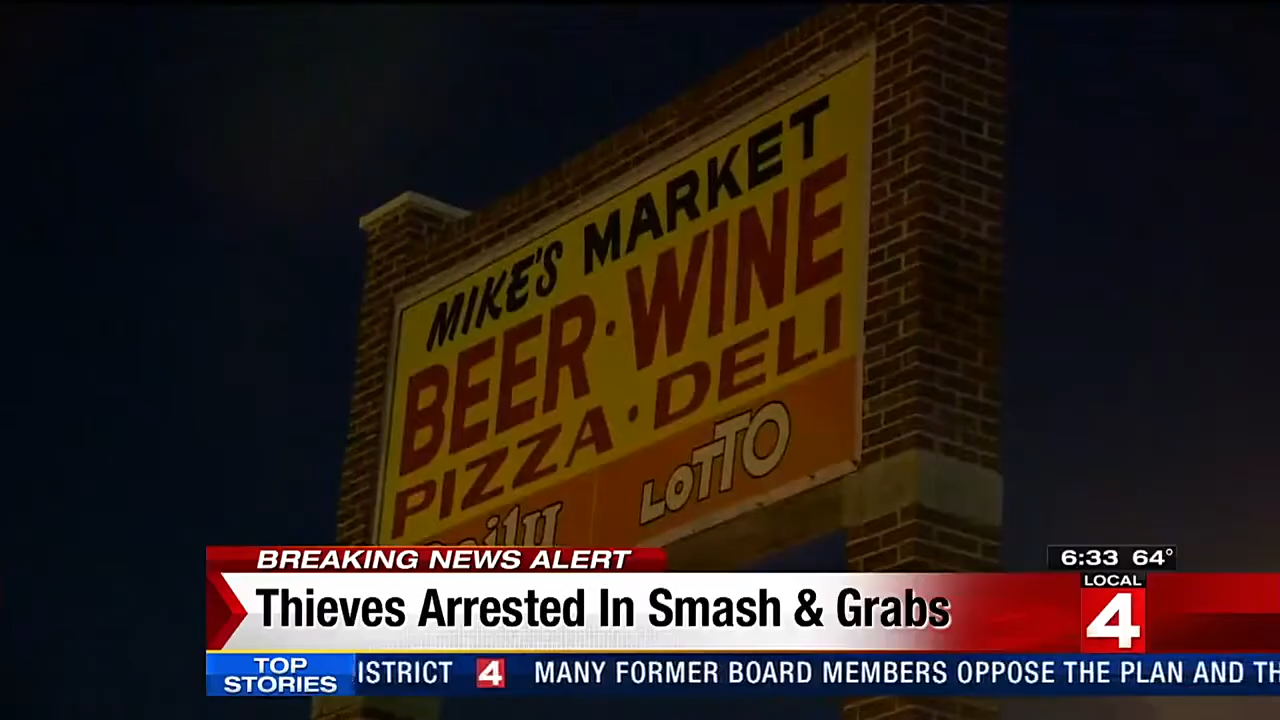 MIKE'S MARKET
BEER·WINE
PIZZA·DELI
Daily LOTTO
BREAKING NEWS ALERT
6:33 64°
Thieves Arrested In Smash & Grabs
LOCAL
4
TOP STORIES
ISTRICT 4 MANY FORMER BOARD MEMBERS OPPOSE THE PLAN AND TH